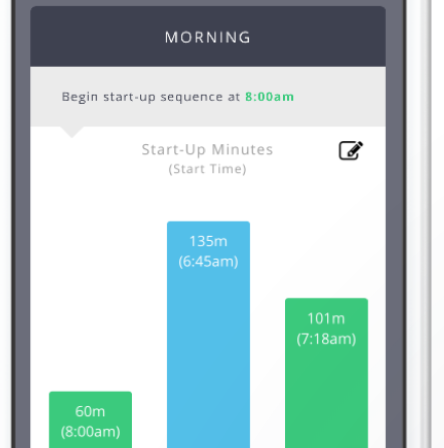 MORNING
Begin start-up sequence at 8:00am
Start-Up Minutes
(Start Time)
135m
(6:45am)
101m
(7:18am)
60m
(8:00am)